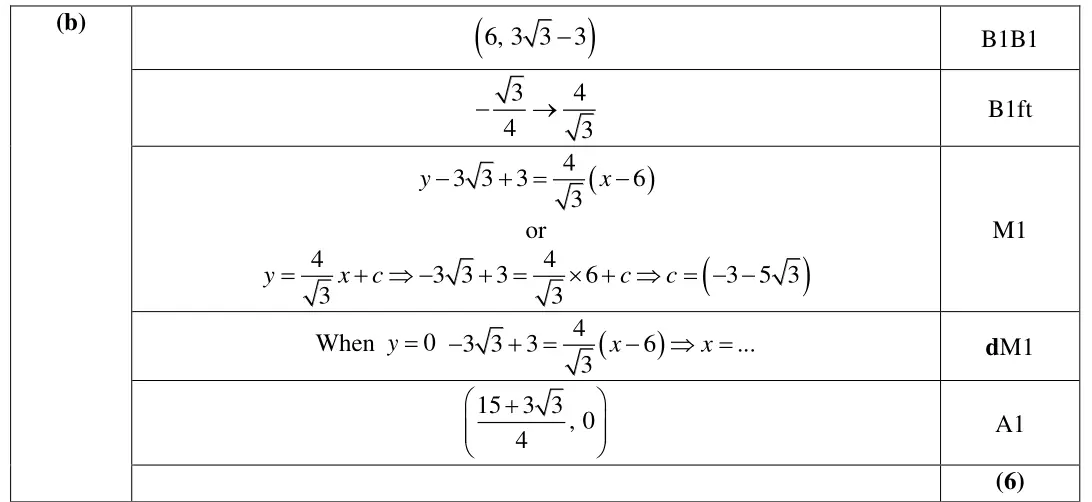 (b) (6, 3√3 − 3) B1B1
−√3/4 → 4/√3 B1ft
y − 3√3 + 3 = 4/√3 (x − 6)
or
y = 4/√3 x + c ⇒ −3√3 + 3 = 4/√3 × 6 + c ⇒ c = (−3 − 5√3)
M1
When y = 0 −3√3 + 3 = 4/√3 (x − 6) ⇒ x = ... dM1
((15 + 3√3)/4, 0) A1
(6)